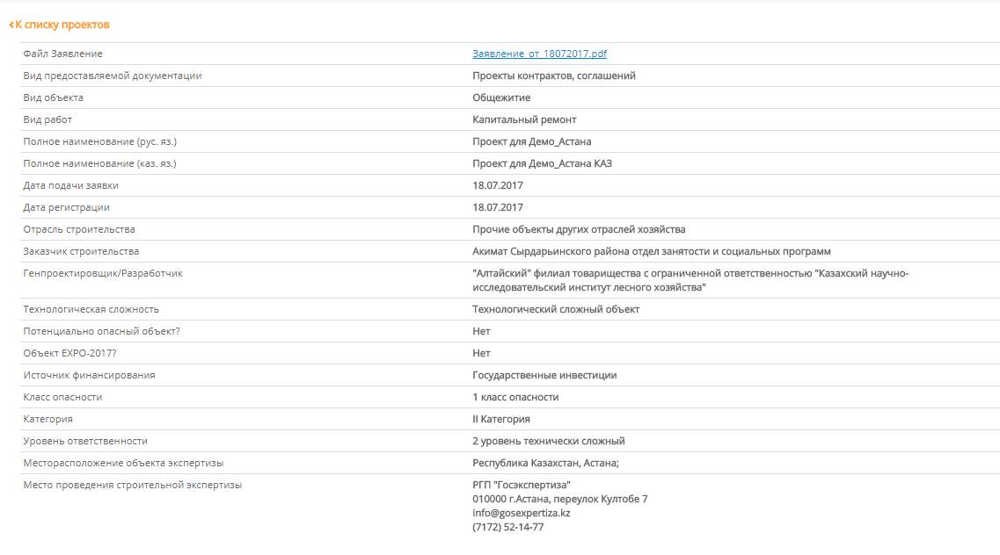 К списку проектов
Файл Заявление Заявление_от_18072017.pdf
Вид предоставляемой документации Проекты контрактов, соглашений
Вид объекта Общежитие
Вид работ Капитальный ремонт
Полное наименование (рус. яз.) Проект для Демо_Астана
Полное наименование (каз. яз.) Проект для Демо_Астана КАЗ
Дата подачи заявки 18.07.2017
Дата регистрации 18.07.2017
Отрасль строительства Прочие объекты других отраслей хозяйства
Заказчик строительства Акимат Сырдарьинского района отдел занятости и социальных программ
Генпроектировщик/Разработчик "Алтайский" филиал товарищества с ограниченной ответственностью "Казахский научно-
исследовательский институт лесного хозяйства"
Технологическая сложность Технологический сложный объект
Потенциально опасный объект? Нет
Объект EXPO-2017? Нет
Источник финансирования Государственные инвестиции
Класс опасности 1 класс опасности
Категория II Категория
Уровень ответственности 2 уровень технически сложный
Месторасположение объекта экспертизы Республика Казахстан, Астана;
Место проведения строительной экспертизы РГП "Госэкспертиза"
010000 г.Астана, переулок Култобе 7
info@gosexpertiza.kz
(7172) 52-14-77